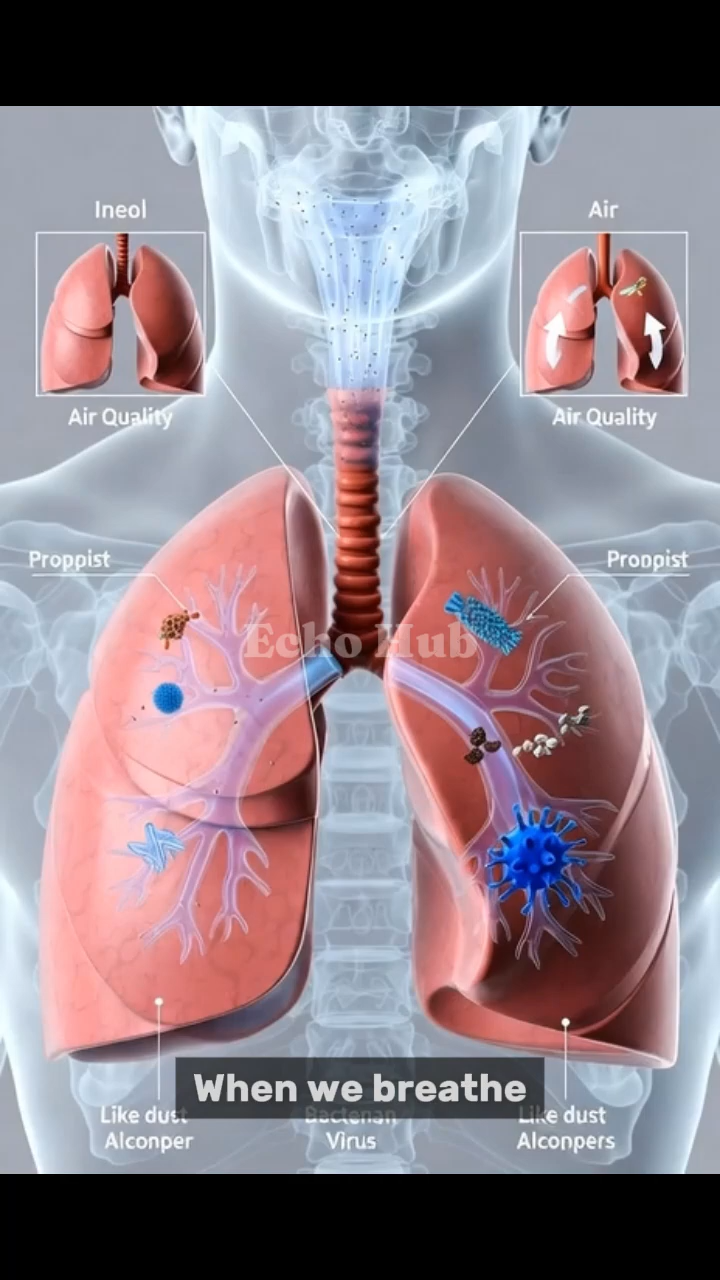 Ineol
Air
Air Quality
Air Quality
Proppist
Pronpist
Echo Hub
When we breathe
Like dust
Alconper
Bactenan
Virus
Like dust
Alconpers